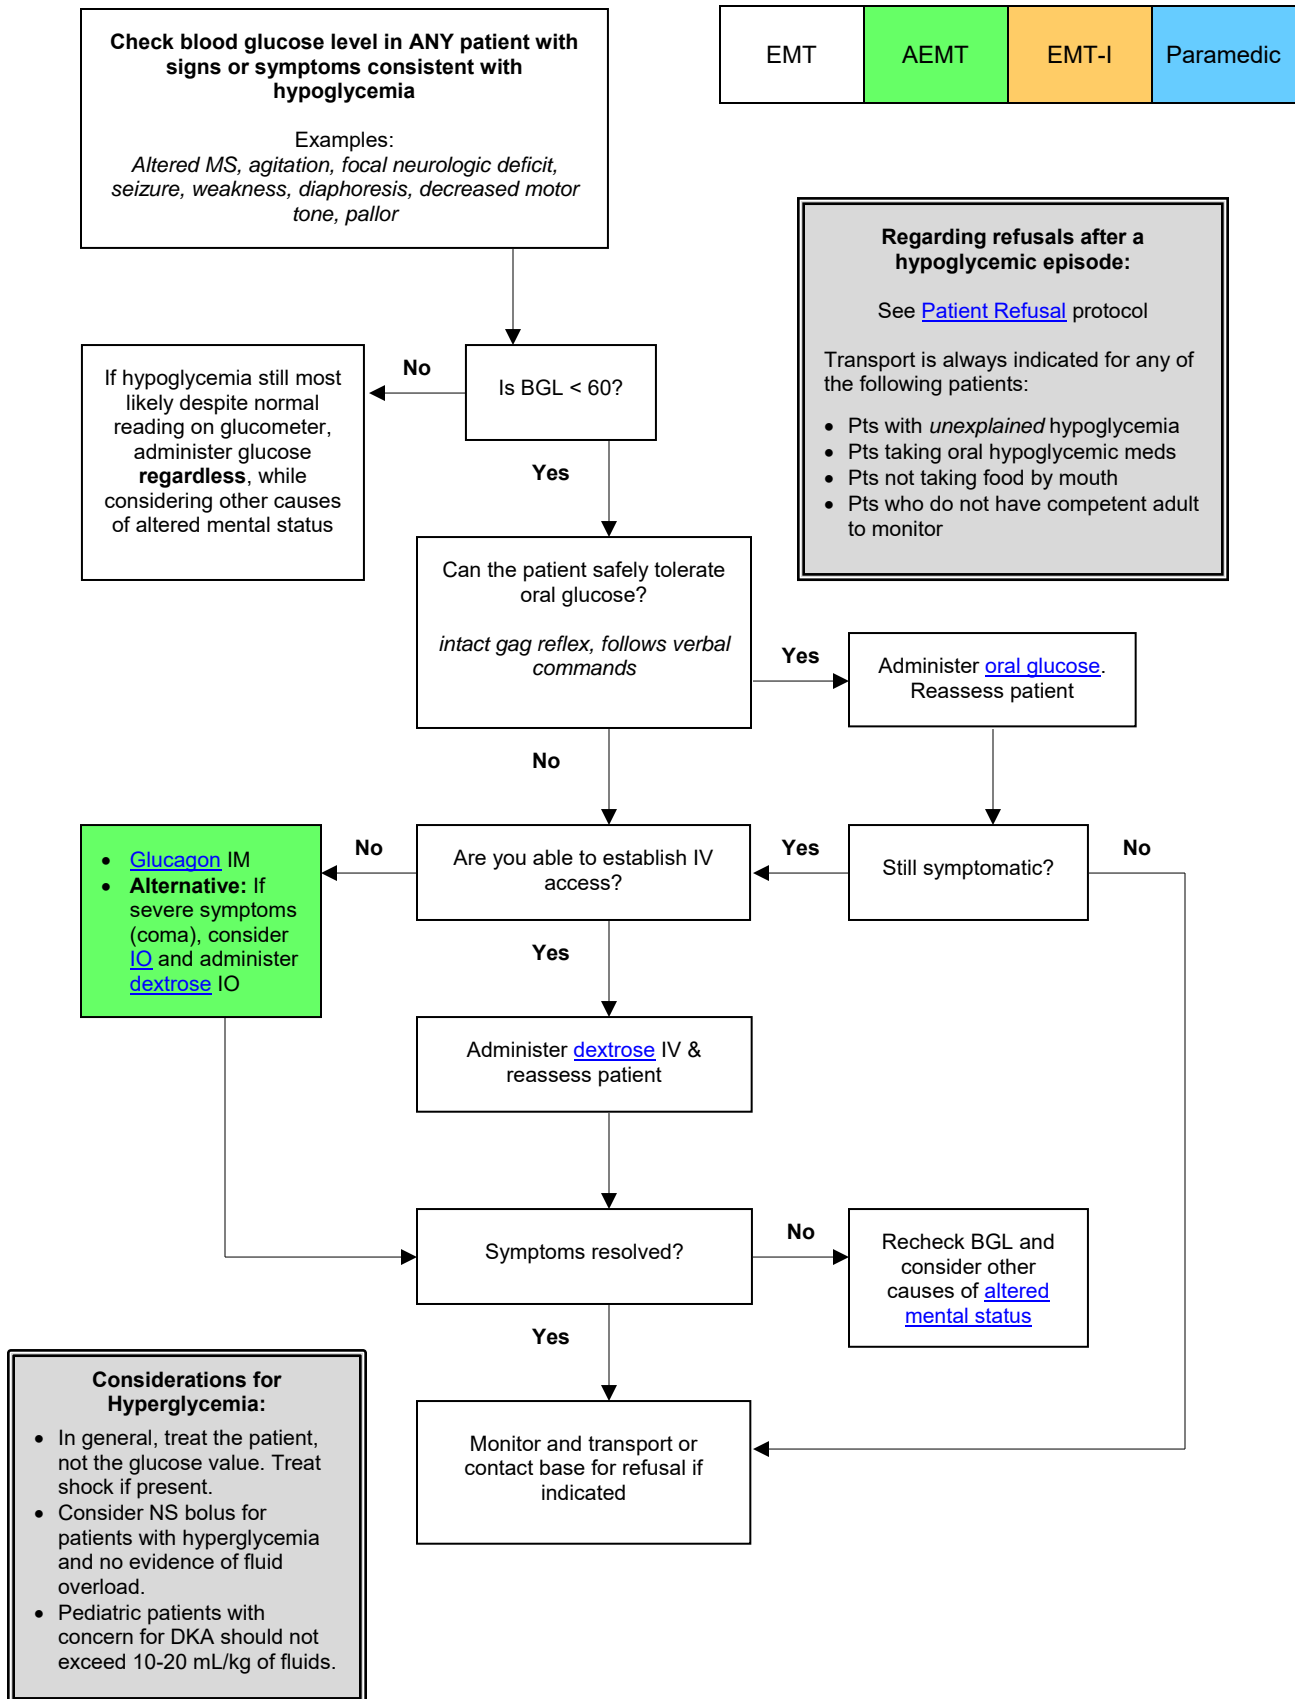 Check blood glucose level in ANY patient with
signs or symptoms consistent with
hypoglycemia
Examples:
Altered MS, agitation, focal neurologic deficit,
seizure, weakness, diaphoresis, decreased motor
tone, pallor
EMT
AEMT
EMT-I
Paramedic
Regarding refusals after a
hypoglycemic episode:
See Patient Refusal protocol
Transport is always indicated for any of
the following patients:
• Pts with unexplained hypoglycemia
• Pts taking oral hypoglycemic meds
• Pts not taking food by mouth
• Pts who do not have competent adult
to monitor
Is BGL < 60?
No
If hypoglycemia still most
likely despite normal
reading on glucometer,
administer glucose
regardless, while
considering other causes
of altered mental status
Yes
Can the patient safely tolerate
oral glucose?
intact gag reflex, follows verbal
commands
Yes
Administer oral glucose.
Reassess patient
No
Are you able to establish IV
access?
Yes
Still symptomatic?
No
No
• Glucagon IM
• Alternative: If
severe symptoms
(coma), consider
IO and administer
dextrose IO
Yes
Administer dextrose IV &
reassess patient
Symptoms resolved?
No
Recheck BGL and
consider other
causes of altered
mental status
Yes
Monitor and transport or
contact base for refusal if
indicated
Considerations for
Hyperglycemia:
• In general, treat the patient,
not the glucose value. Treat
shock if present.
• Consider NS bolus for
patients with hyperglycemia
and no evidence of fluid
overload.
• Pediatric patients with
concern for DKA should not
exceed 10-20 mL/kg of fluids.